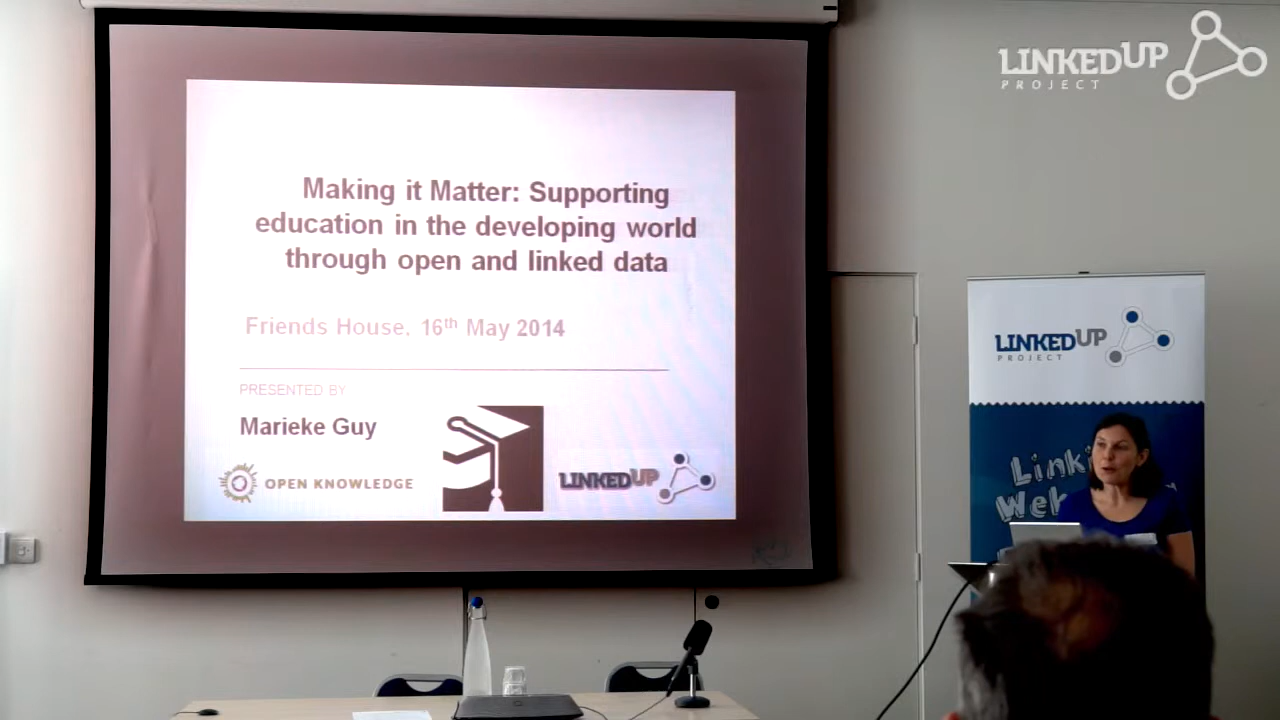 LINKEDUP
PROJECT
Making it Matter: Supporting
education in the developing world
through open and linked data
Friends House. 16th May 2014
PRESENTED BY
Marieke Guy
OPEN KNOWLEDGE
LINKEDUP
LINKEDUP
PROJECT